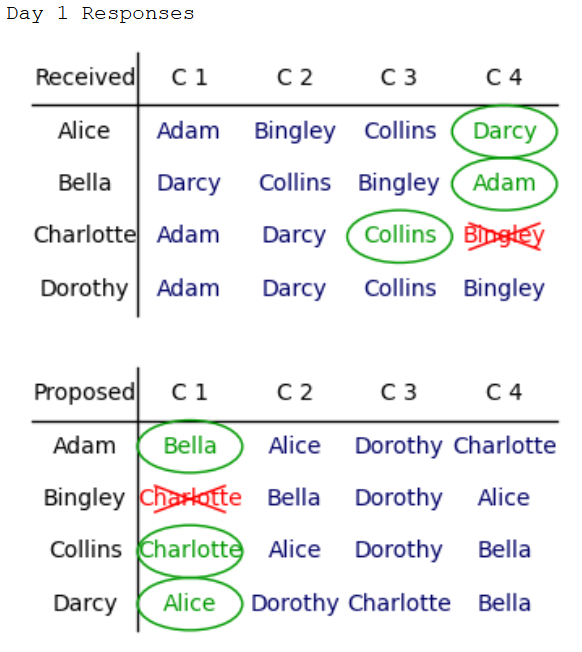 Day 1 Responses
Received C 1 C 2 C 3 C 4
Alice Adam Bingley Collins Darcy
Bella Darcy Collins Bingley Adam
Charlotte Adam Darcy Collins Bingley
Dorothy Adam Darcy Collins Bingley
Proposed C 1 C 2 C 3 C 4
Adam Bella Alice Dorothy Charlotte
Bingley Charlotte Bella Dorothy Alice
Collins Charlotte Alice Dorothy Bella
Darcy Alice Dorothy Charlotte Bella